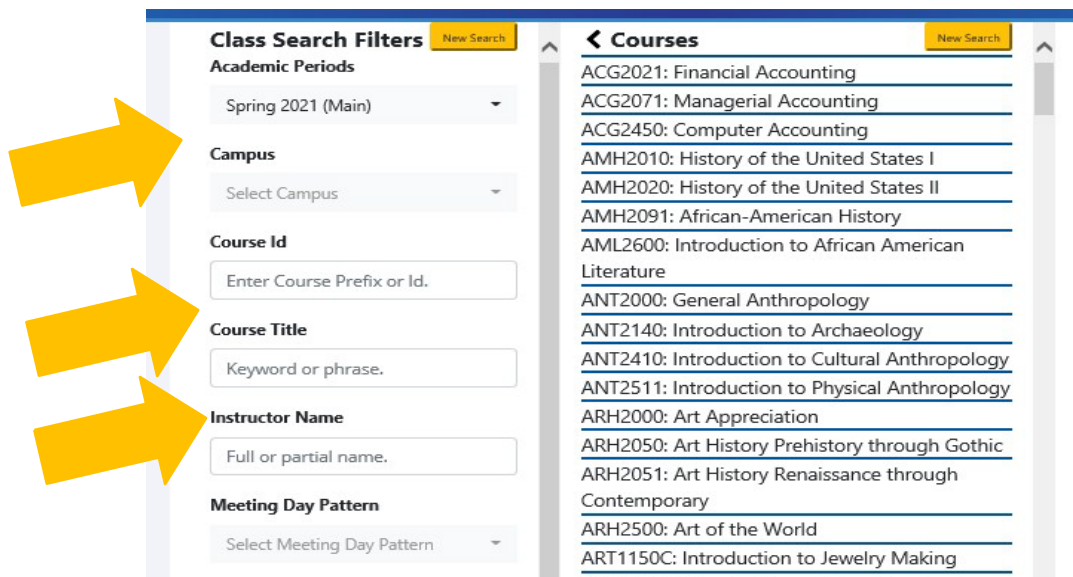 Class Search Filters
New Search
Academic Periods
Spring 2021 (Main)
Campus
Select Campus
Course Id
Enter Course Prefix or Id.
Course Title
Keyword or phrase.
Instructor Name
Full or partial name.
Meeting Day Pattern
Select Meeting Day Pattern
Courses
New Search
ACG2021: Financial Accounting
ACG2071: Managerial Accounting
ACG2450: Computer Accounting
AMH2010: History of the United States I
AMH2020: History of the United States II
AMH2091: African-American History
AML2600: Introduction to African American
Literature
ANT2000: General Anthropology
ANT2140: Introduction to Archaeology
ANT2410: Introduction to Cultural Anthropology
ANT2511: Introduction to Physical Anthropology
ARH2000: Art Appreciation
ARH2050: Art History Prehistory through Gothic
ARH2051: Art History Renaissance through
Contemporary
ARH2500: Art of the World
ART1150C: Introduction to Jewelry Making